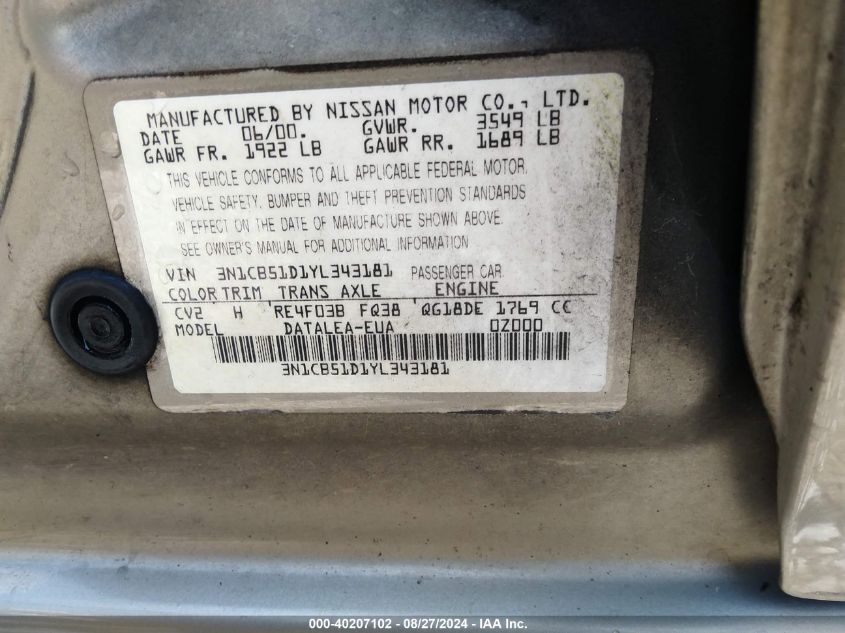 MANUFACTURED BY NISSAN MOTOR CO., LTD.
DATE 06/00. GVWR. 3549 LB
GAWR FR. 1922 LB GAWR RR. 1689 LB
THIS VEHICLE CONFORMS TO ALL APPLICABLE FEDERAL MOTOR
VEHICLE SAFETY, BUMPER AND THEFT PREVENTION STANDARDS
IN EFFECT ON THE DATE OF MANUFACTURE SHOWN ABOVE.
SEE OWNER'S MANUAL FOR ADDITIONAL INFORMATION
VIN 3N1CB51D1YL343181 PASSENGER CAR
COLOR TRIM TRANS AXLE ENGINE
CV2 H RE4F03B FQ38 QG18DE 1769 CC
MODEL DATALEA-EUA 0Z000
3N1CB51D1YL343181
000-40207102 - 08/27/2024 - IAA Inc.